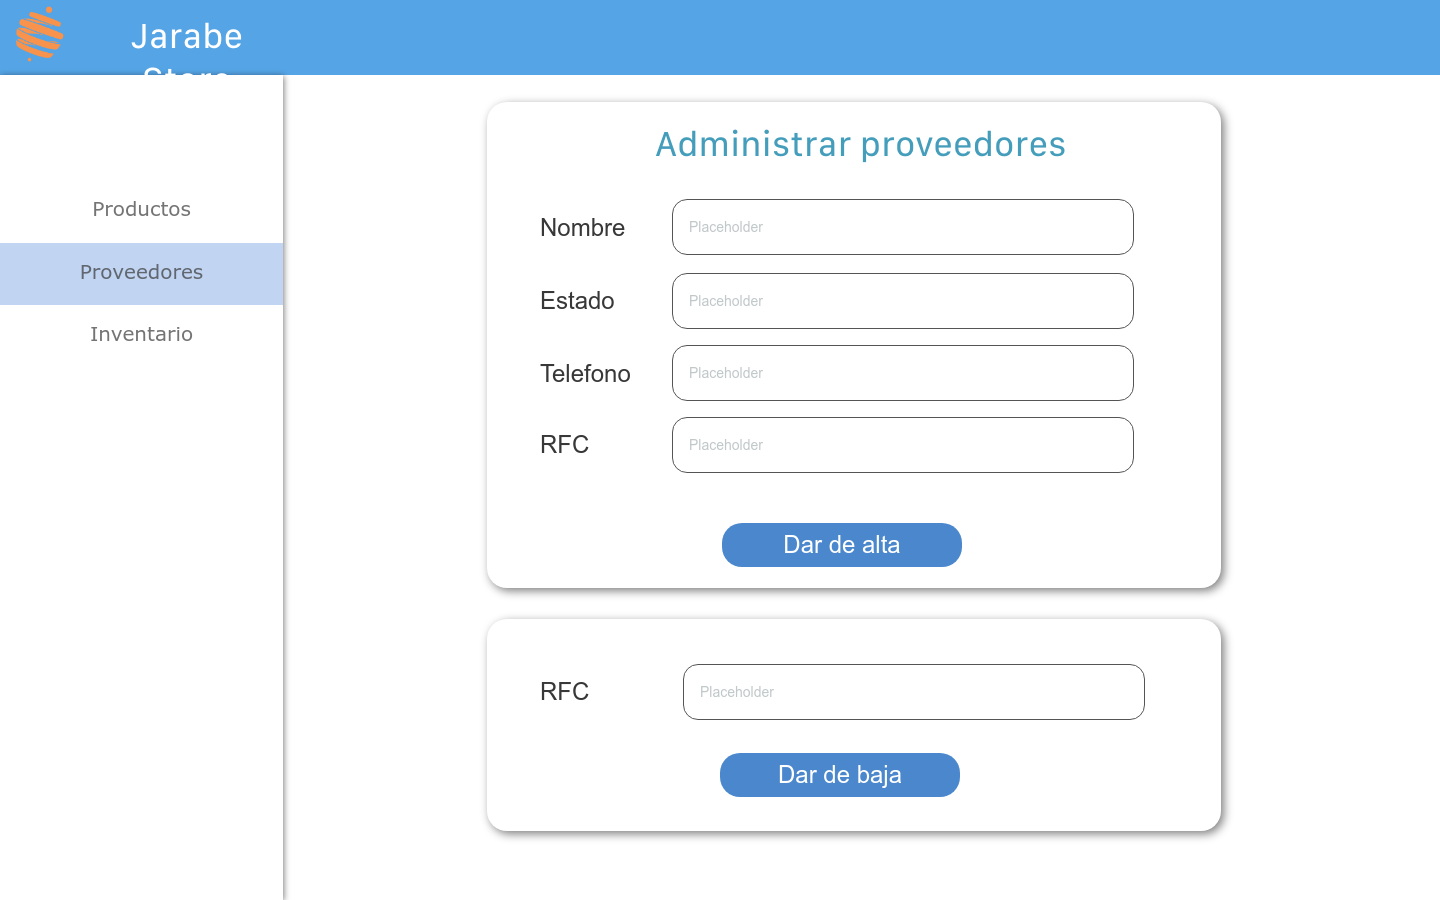 Jarabe
Store
Productos
Proveedores
Inventario
Administrar proveedores
Nombre
Placeholder
Estado
Placeholder
Telefono
Placeholder
RFC
Placeholder
Dar de alta
RFC
Placeholder
Dar de baja